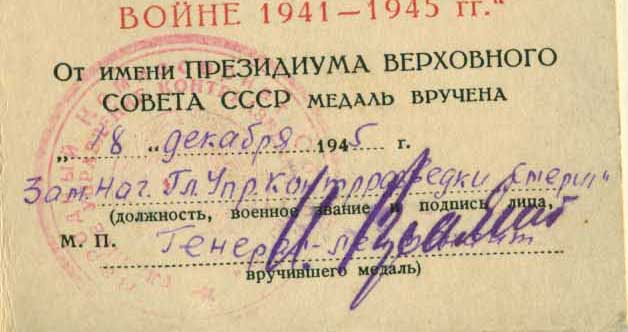 ВОЙНЕ 1941—1945 гг."
От имени ПРЕЗИДИУМА ВЕРХОВНОГО
СОВЕТА СССР медаль вручена
„18 " декабря 1945 г.
Зам. Нач. Гл Упр. Контрразведки „Смерш"
(должность, военное звание и подпись лица,
М. П. Генерал-лейтенант
вручившего медаль)